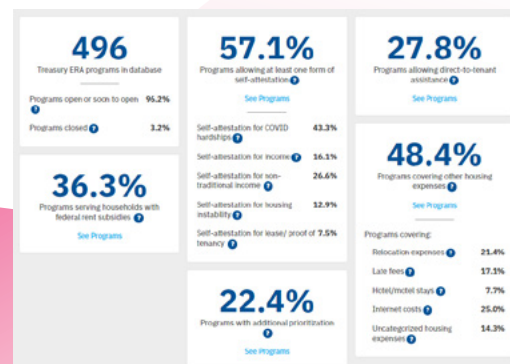 496
Treasury ERA programs in database
Programs open or soon to open 95.2%
Programs closed 3.2%
36.3%
Programs serving households with
federal rent subsidies
See Programs
57.1%
Programs allowing at least one form of
self-attestation
See Programs
Self-attestation for COVID
hardships 43.3%
Self-attestation for income 16.1%
Self-attestation for non-
traditional income 26.6%
Self-attestation for housing
instability 12.9%
Self-attestation for lease/ proof of 7.5%
tenancy
22.4%
Programs with additional prioritization
See Programs
27.8%
Programs allowing direct-to-tenant
assistance
See Programs
48.4%
Programs covering other housing
expenses
See Programs
Programs covering:
Relocation expenses 21.4%
Late fees 17.1%
Hotel/motel stays 7.7%
Internet costs 25.0%
Uncategorized housing 14.3%
expenses